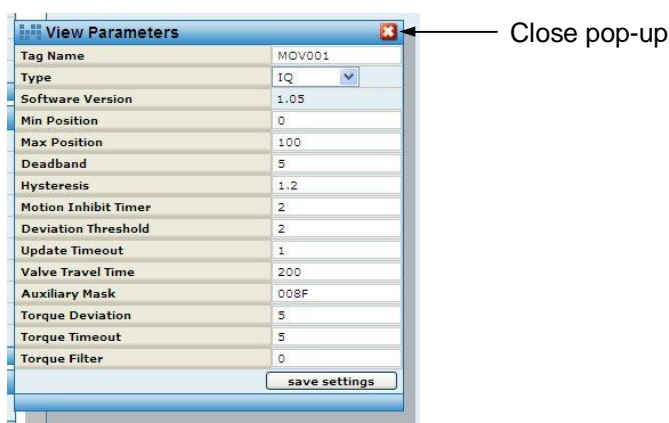 View Parameters
Close pop-up
Tag Name MOV001
Type IQ
Software Version 1.05
Min Position 0
Max Position 100
Deadband 5
Hysteresis 1.2
Motion Inhibit Timer 2
Deviation Threshold 2
Update Timeout 1
Valve Travel Time 200
Auxiliary Mask 008F
Torque Deviation 5
Torque Timeout 5
Torque Filter 0
save settings